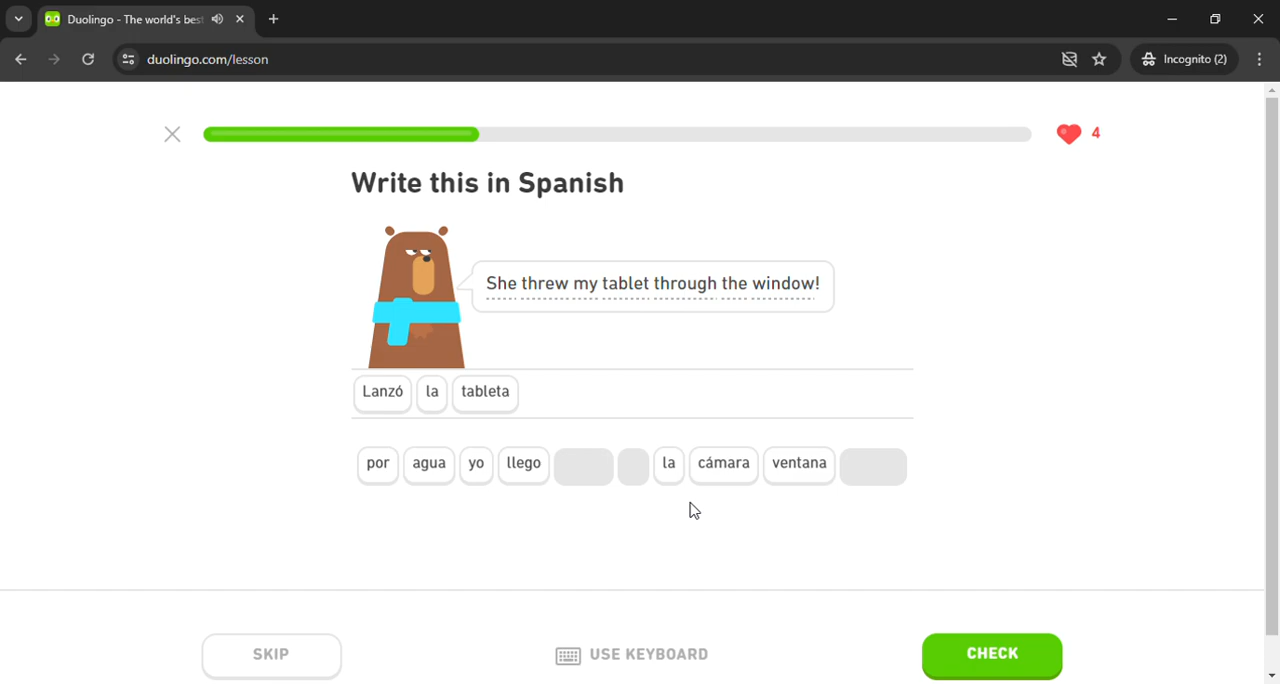 Duolingo - The world's bes
duolingo.com/lesson
Incognito (2)
4
Write this in Spanish
She threw my tablet through the window!
Lanzó la tableta
por agua yo llego la cámara ventana
SKIP
USE KEYBOARD
CHECK